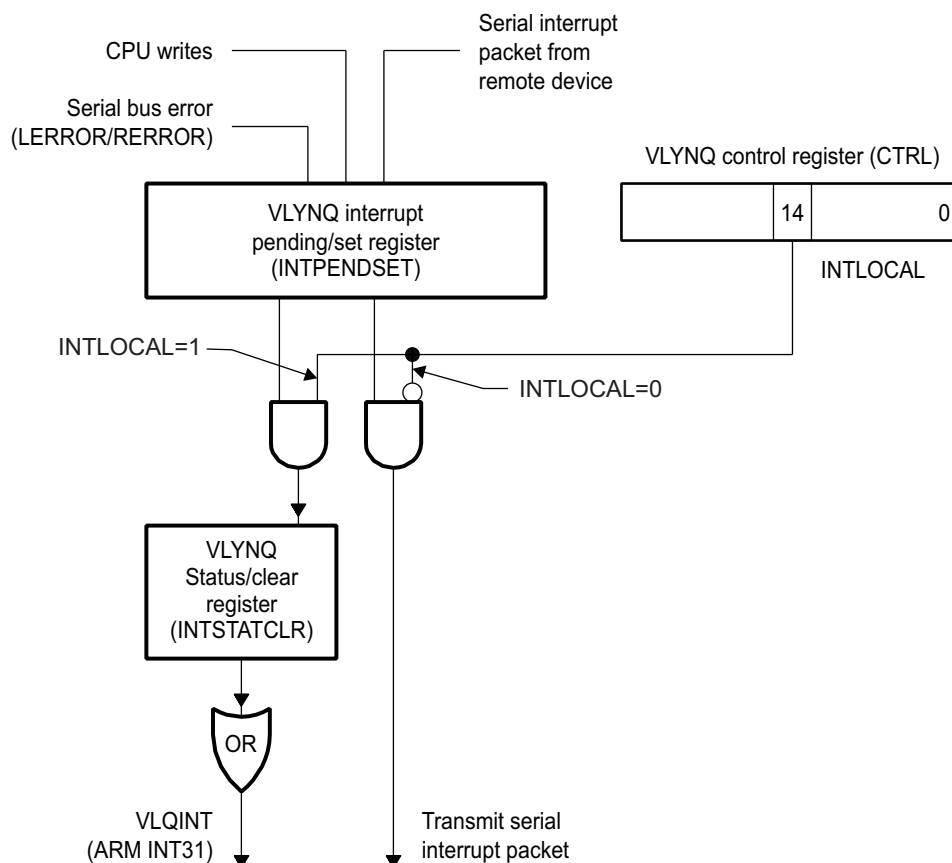 CPU writes
Serial interrupt
packet from
remote device
Serial bus error
(LERROR/RERROR)
VLYNQ control register (CTRL)
14
0
INTLOCAL
VLYNQ interrupt
pending/set register
(INTPENDSET)
INTLOCAL=1
INTLOCAL=0
VLYNQ
Status/clear
register
(INTSTATCLR)
OR
VLQINT
(ARM INT31)
Transmit serial
interrupt packet